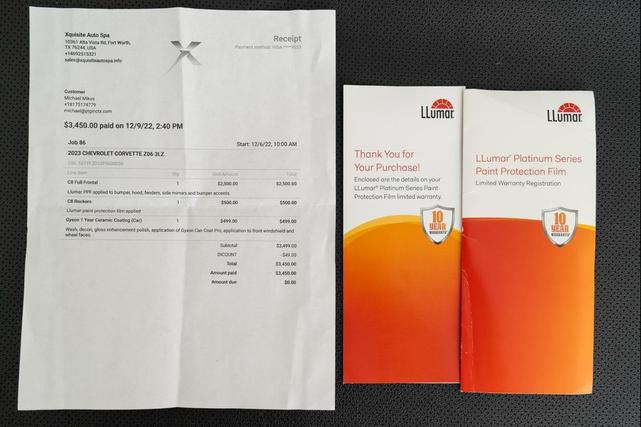 Xquisite Auto Spa
10361 Alta Vista Rd, Fort Worth,
TX 76244, USA
+14692515321
sales@xquisiteautospa.info
X
Receipt
Payment method: VISA
Customer
Michael Mikus
+18175174779
$3,450.00 paid on 12/9/22, 2:40 PM
Job 86 Start: 12/6/22, 10:00 AM
2023 CHEVROLET CORVETTE Z06 3LZ
Line Item Qty Unit Amount Total
C8 Full Frontal 1 $2,500.00 $2,500.00
Llumar PPF applied to bumper, hood, fenders, side mirrors and bumper accents.
C8 Rockers 1 $500.00 $500.00
Llumar paint protection film applied
Gyeon 1 Year Ceramic Coating (Car) 1 $499.00 $499.00
Wash, decon, gloss enhancement polish, application of Gyeon Can Coat Pro, application to front windshield and
wheel faces.
Subtotal $3,499.00
DICOUNT -$49.00
Total $3,450.00
Amount paid $3,450.00
Amount due $0.00
LLumar
Thank You for
Your Purchase!
Enclosed are the details on your
LLumar® Platinum Series Paint
Protection Film limited warranty.
10
YEAR
WARRANTY
LLumar
LLumar® Platinum Series
Paint Protection Film
Limited Warranty Registration
10
YEAR
WARRANTY